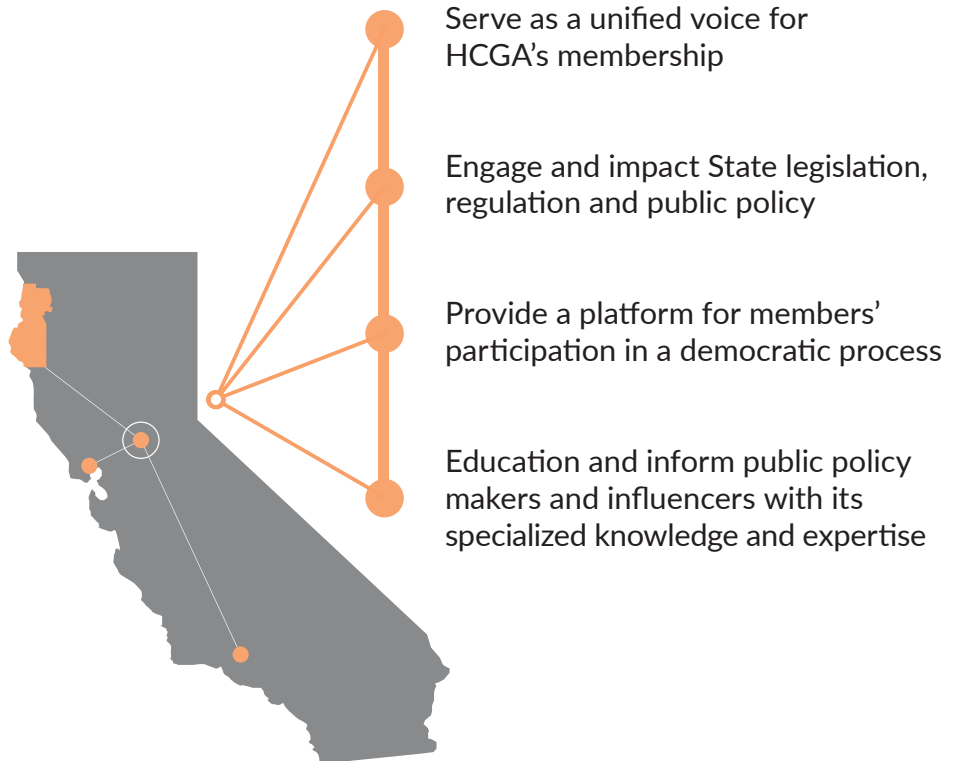 Serve as a unified voice for
HCGA’s membership
Engage and impact State legislation,
regulation and public policy
Provide a platform for members’
participation in a democratic process
Education and inform public policy
makers and influencers with its
specialized knowledge and expertise